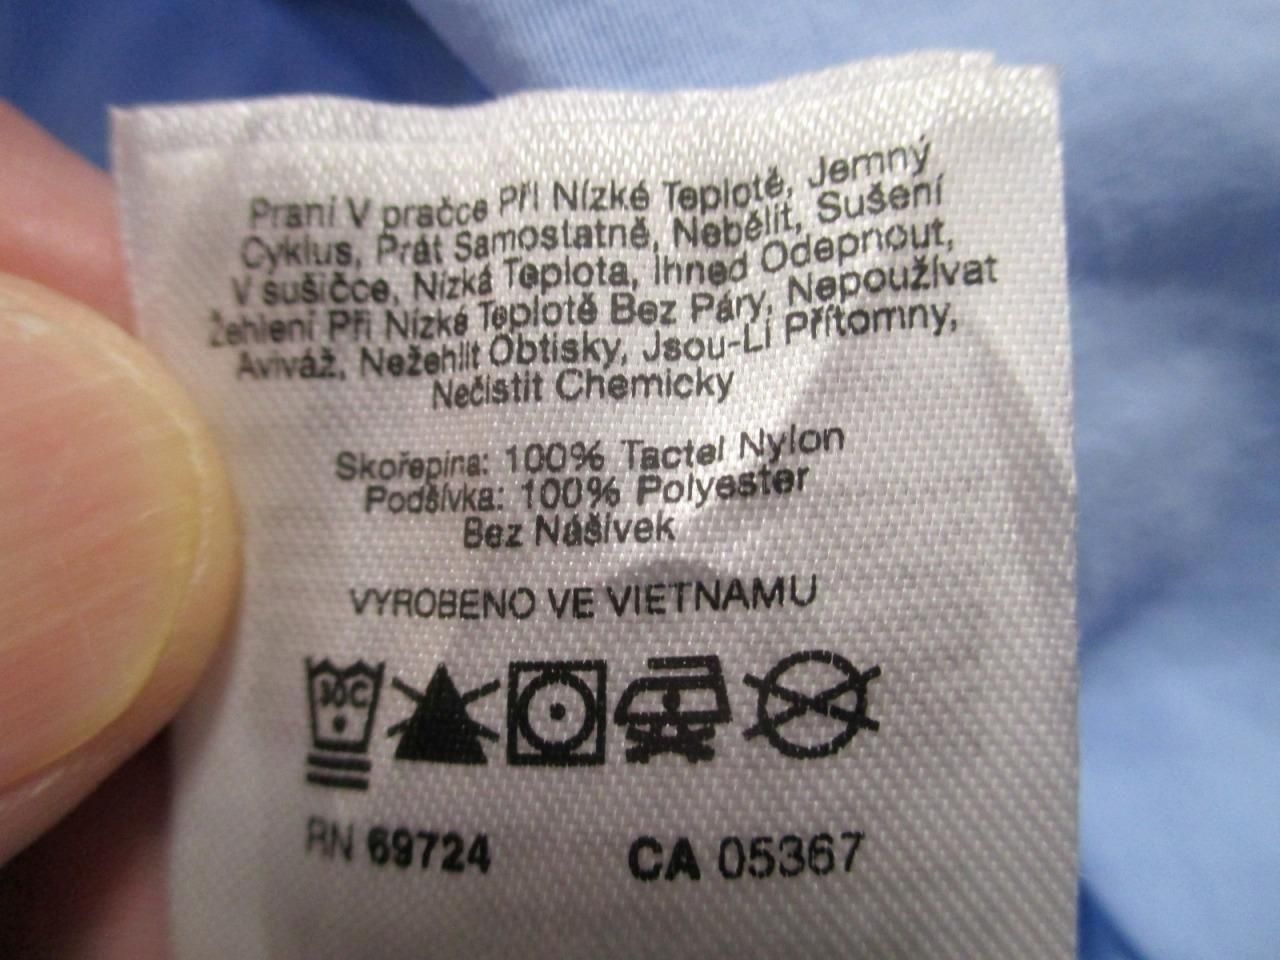 Praní V pračce Při Nízké Teplotě, Jemný
Cyklus, Prát Samostatně, Nebělit, Sušení
V sušičce, Nízká Teplota, Ihned Odepnout,
Žehlení Při Nízké Teplotě Bez Páry, Nepoužívat
Aviváž, Nežehlit Obtisky, Jsou-Li Přítomny,
Nečistit Chemicky
Skořepina: 100% Tactel Nylon
Podšívka: 100% Polyester
Bez Nášivek
VYROBENO VE VIETNAMU
30C
RN 69724 CA 05367